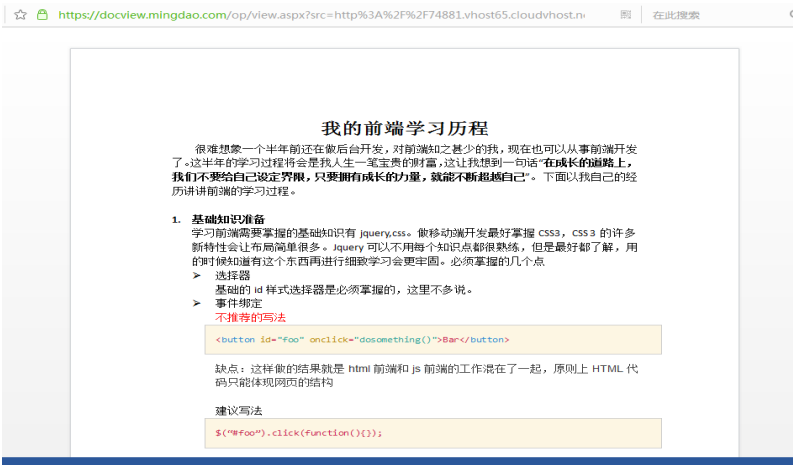 https://docview.mingdao.com/op/view.aspx?src=http%3A%2F%2F74881.vhost65.cloudvhost.n 在此搜索
我的前端学习历程
很难想象一个半年前还在做后台开发，对前端知之甚少的我，现在也可以从事前端开发
了。这半年的学习过程将会是我人生一笔宝贵的财富，这让我想到一句话“在成长的道路上，
我们不要给自己设定界限，只要拥有成长的力量，就能不断超越自己”。下面以我自己的经
历讲讲前端的学习过程。
1. 基础知识准备
学习前端需要掌握的基础知识有 jquery,css。做移动端开发最好掌握 CSS3，CSS3 的许多
新特性会让布局简单很多。Jquery 可以不用每个知识点都很熟练，但是最好都了解，用
的时候知道有这个东西再进行细致学习会更牢固。必须掌握的几个点
➢ 选择器
基础的 id 样式选择器是必须掌握的，这里不多说。
➢ 事件绑定
不推荐的写法
<button id="foo" onclick="dosomething()">Bar</button>
缺点：这样做的结果就是 html 前端和 js 前端的工作混在了一起，原则上 HTML 代
码只能体现网页的结构
建议写法
$(“#foo”).click(function(){});